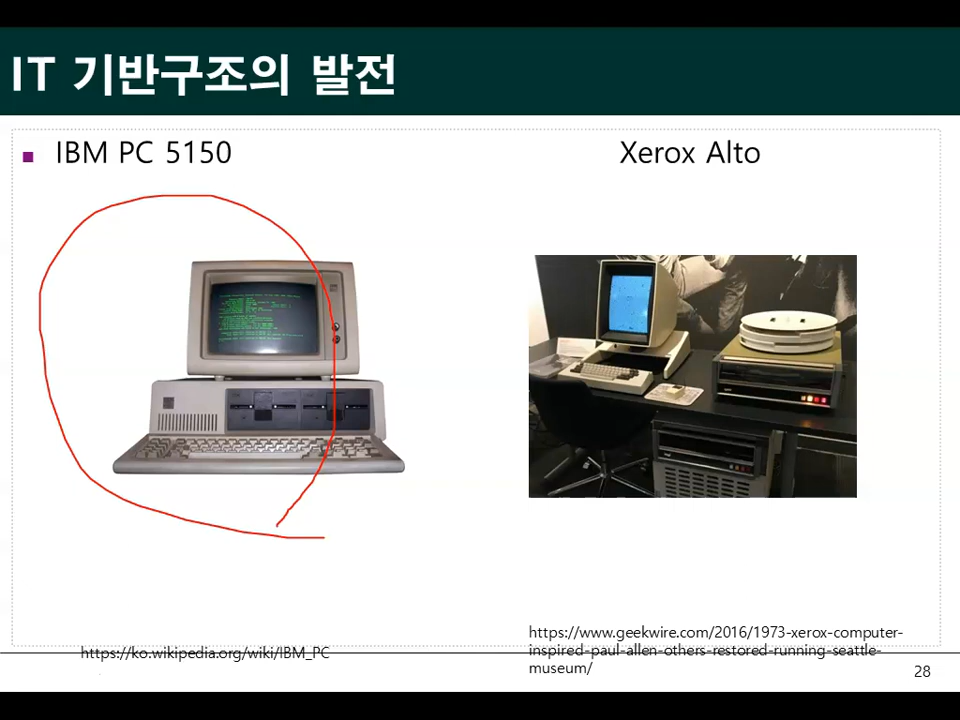 IT 기반구조의 발전
IBM PC 5150
Xerox Alto
https://ko.wikipedia.org/wiki/IBM_PC
https://www.geekwire.com/2016/1973-xerox-computer-
inspired-paul-allen-others-restored-running-seattle-
museum/
28